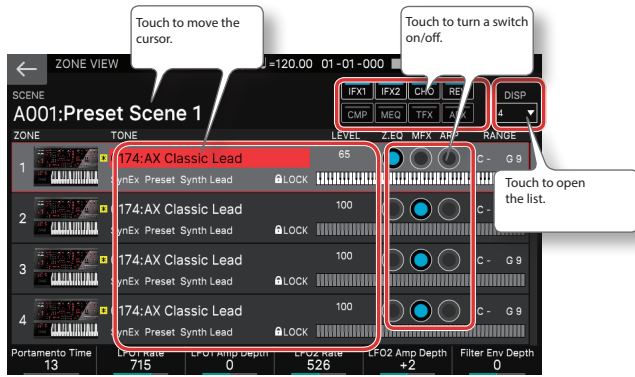 Touch to move the
cursor.
Touch to turn a switch
on/off.
ZONE VIEW
=120.00 01-01-000
SCENE
A001:Preset Scene 1
IFX1 IFX2 CHO
CMP MEQ TFX
DISP
4
ZONE TONE LEVEL Z.EQ MFX ARP RANGE
1
174:AX Classic Lead
65
C - G 9
SynEx Preset Synth Lead LOCK
Touch to open
the list.
2
174:AX Classic Lead
100
SynEx Preset Synth Lead LOCK
3
174:AX Classic Lead
100
C - G 9
SynEx Preset Synth Lead LOCK
4
174:AX Classic Lead
100
C - G 9
SynEx Preset Synth Lead LOCK
Portamento Time LFO1 Rate LFO1 Amp Depth LFO2 Rate LFO2 Amp Depth Filter Env Depth
13 715 0 526 +2 0